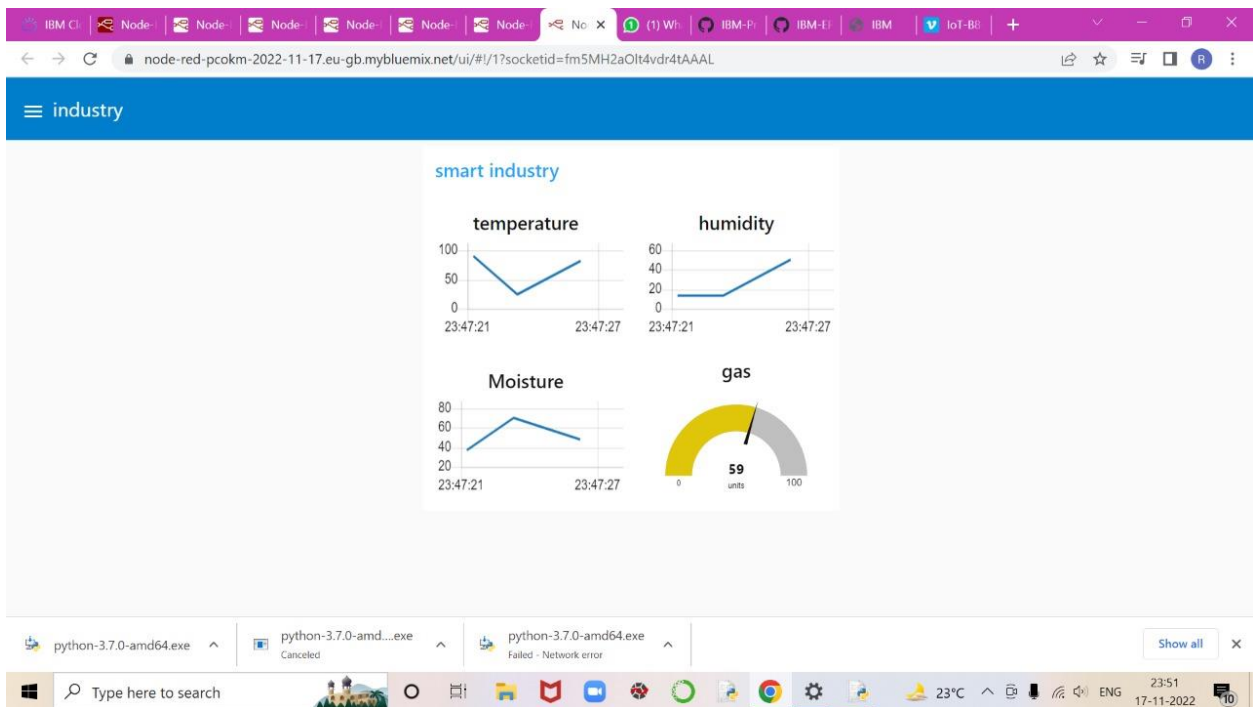 IBM Cl Node- Node- Node- Node- Node- Node- No (1) Wh IBM-Pr IBM-EP IBM IoT-BB
node-red-pcokm-2022-11-17.eu-gb.mybluemix.net/ui/#!/1?socketid=fm5MH2aOlt4vdr4tAAAL
R
industry
smart industry
temperature
100
50
0
23:47:21 23:47:27
humidity
60
40
20
0
23:47:21 23:47:27
Moisture
80
60
40
20
23:47:21 23:47:27
gas
59
0 units 100
python-3.7.0-amd64.exe
python-3.7.0-amd....exe
Canceled
python-3.7.0-amd64.exe
Failed - Network error
Show all
Type here to search
23°C
ENG
23:51
17-11-2022
10